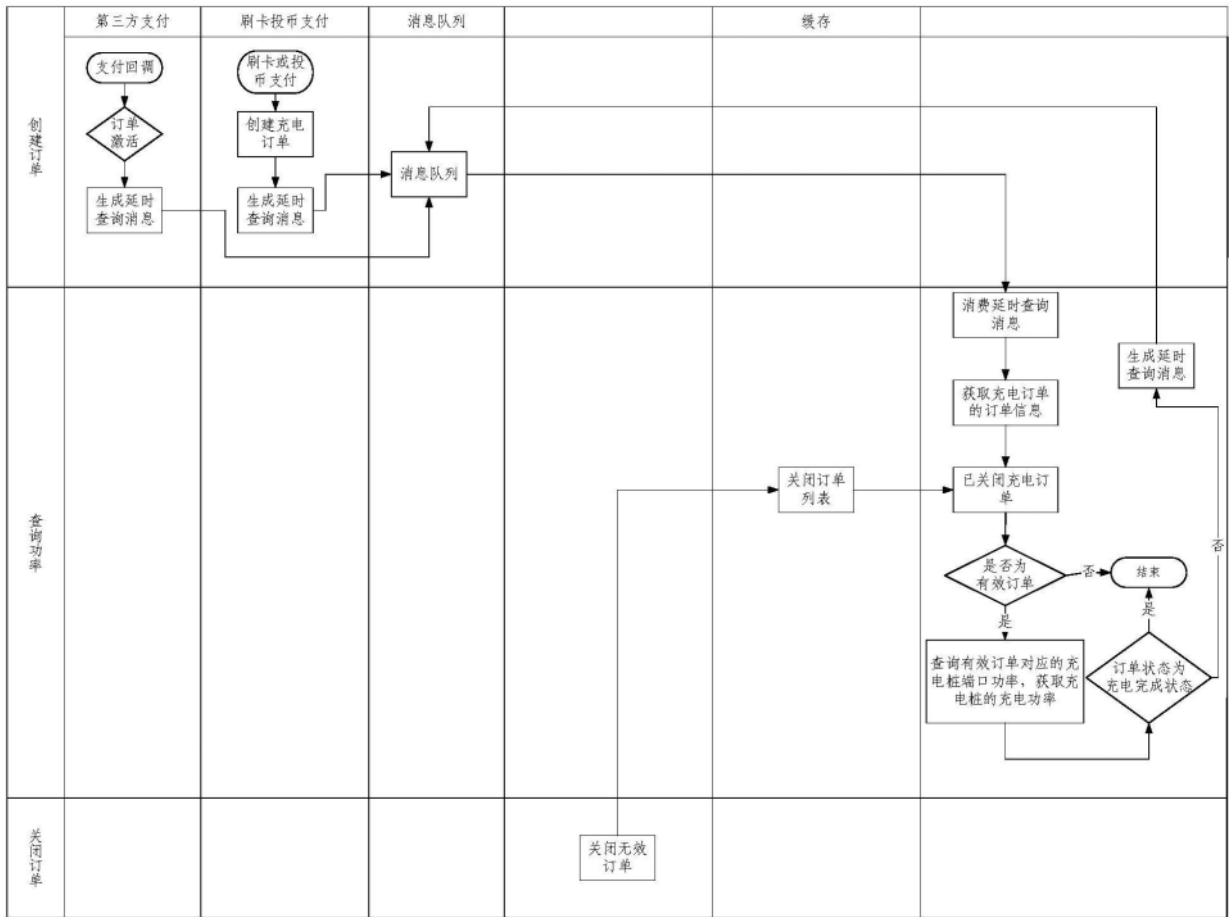 第三方支付
刷卡投币支付
消息队列
缓存
创建订单
支付回调
订单
激活
生成延时
查询消息
刷卡或投
币支付
创建充电
订单
生成延时
查询消息
消息队列
查询功率
消费延时查询
消息
获取充电订单
的订单信息
关闭订单
列表
已关闭充电订
单
是否为
有效订单
否
结束
是
查询有效订单对应的充
电桩端口功率，获取充
电桩的充电功率
是
订单状态为
充电完成状态
否
生成延时
查询消息
关闭订单
关闭无效
订单